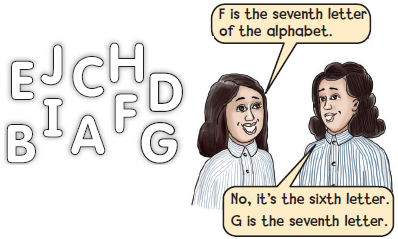 F is the seventh letter
of the alphabet.
E J C H D
B I A F G
No, it's the sixth letter.
G is the seventh letter.